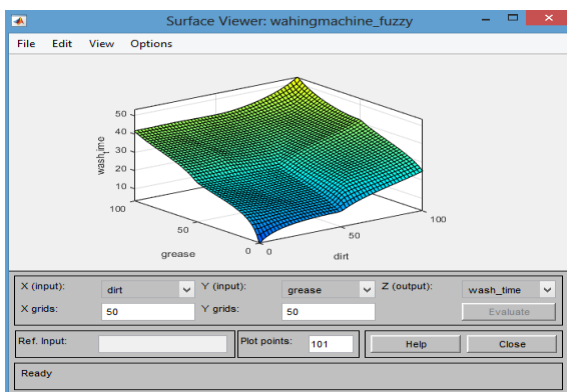 Surface Viewer: wahingmachine_fuzzy
File Edit View Options
50
40
30
20
10
wash_time
100
50
0
grease
0
50
100
dirt
X (input): dirt Y (input): grease Z (output): wash_time
X grids: 50 Y grids: 50 Evaluate
Ref. Input: Plot points: 101 Help Close
Ready